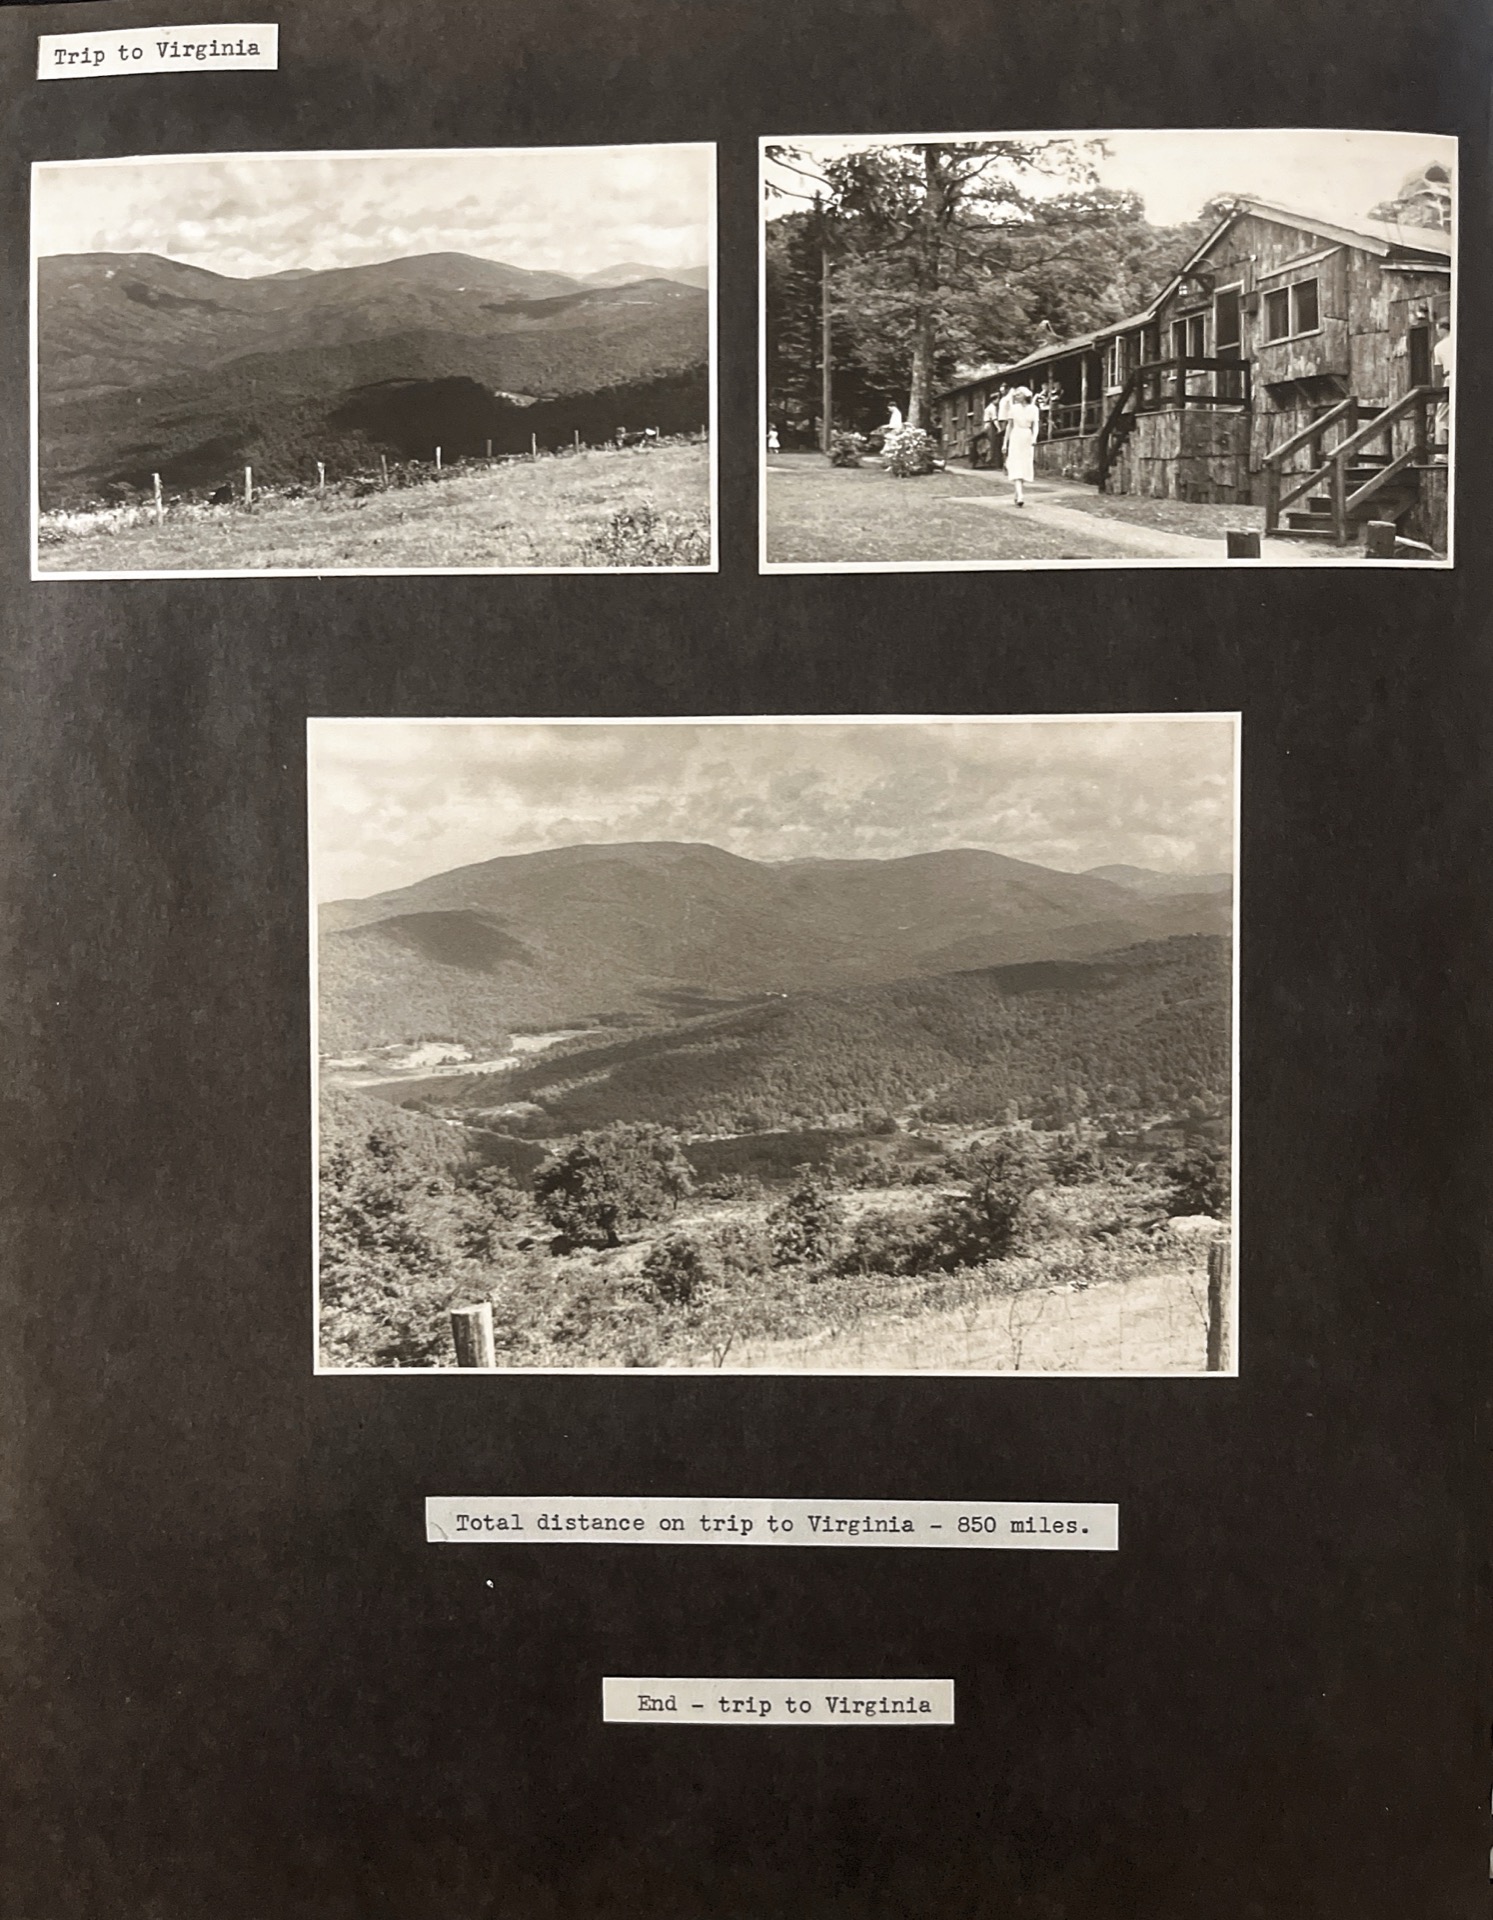 Trip to Virginia
Total distance on trip to Virginia - 850 miles.
End - trip to Virginia